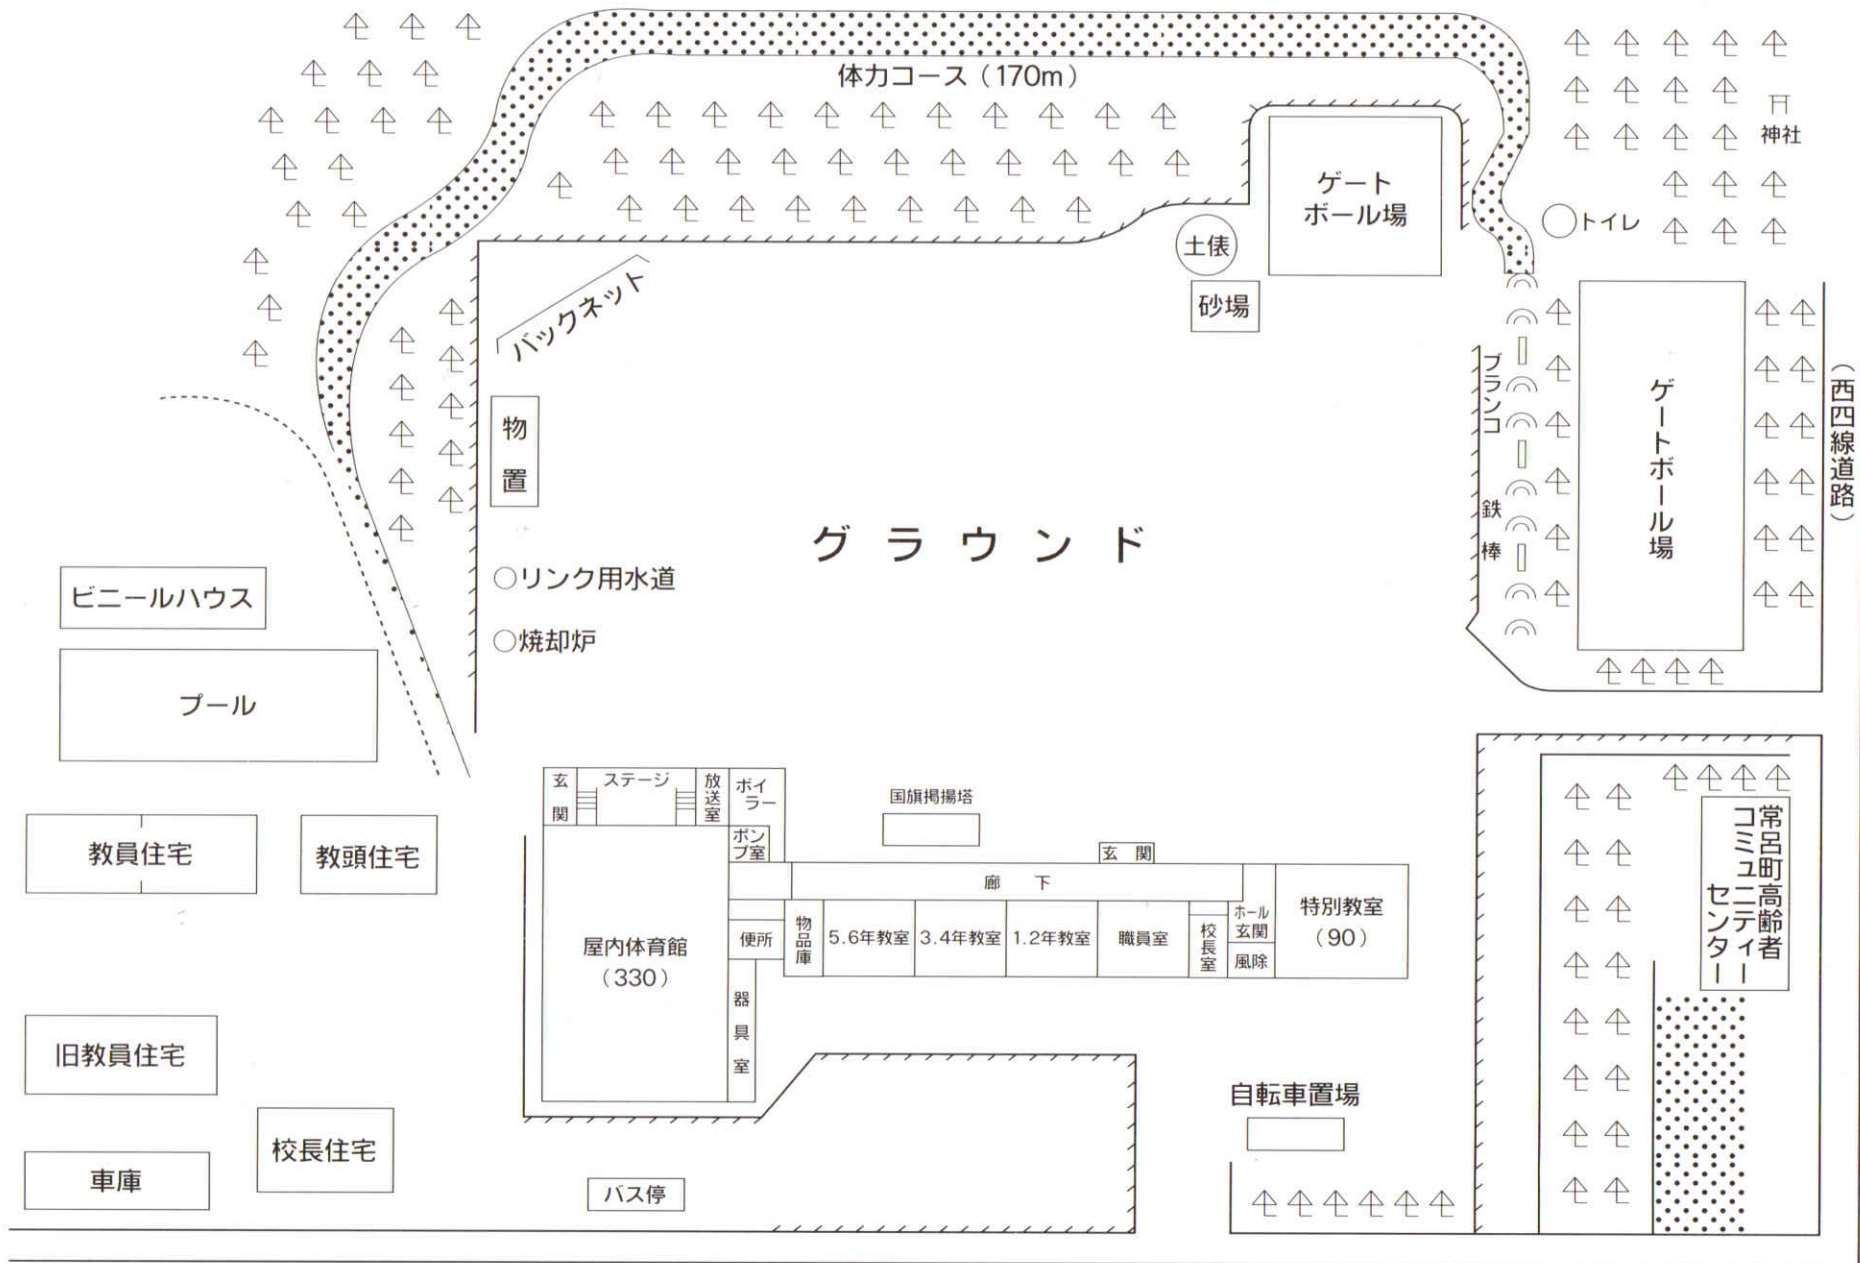 体力コース（170m）
神社
ゲート
ボール場
トイレ
土俵
砂場
バックネット
物置
ブランコ
鉄棒
ゲートボール場
（西四線道路）
グラウンド
○リンク用水道
○焼却炉
ビニールハウス
プール
教員住宅
教頭住宅
旧教員住宅
校長住宅
車庫
玄関
ステージ
放送室
ボイラー
ポンプ室
国旗掲揚塔
玄関
廊下
屋内体育館
（330）
便所
器具室
物品庫
5.6年教室
3.4年教室
1.2年教室
職員室
校長室
ホール
玄関
風除
特別教室
（90）
常呂町高齢者
コミュニティー
センター
自転車置場
バス停